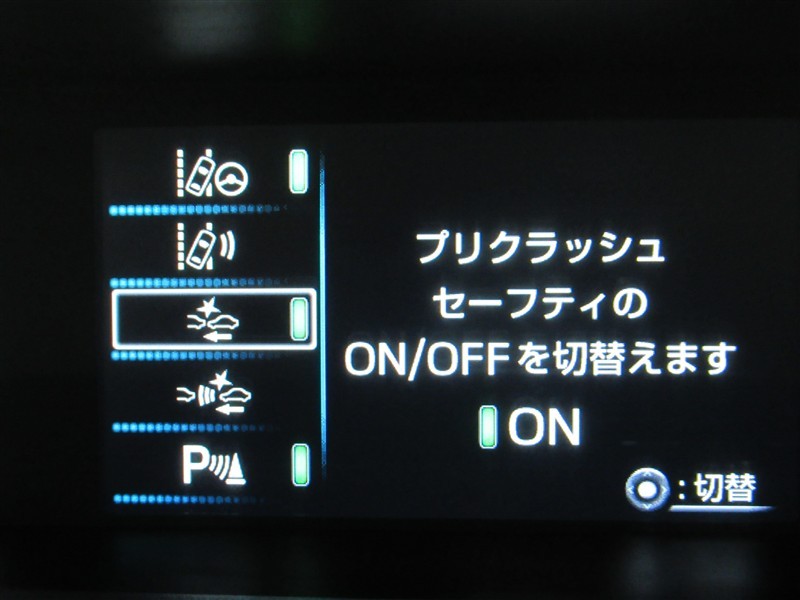 プリクラッシュ
セーフティの
ON/OFFを切替えます
ON
P
:切替